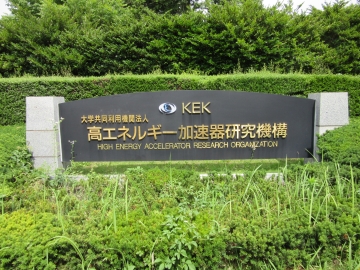 KEK
大学共同利用機関法人
高エネルギー加速器研究機構
HIGH ENERGY ACCELERATOR RESEARCH ORGANIZATION